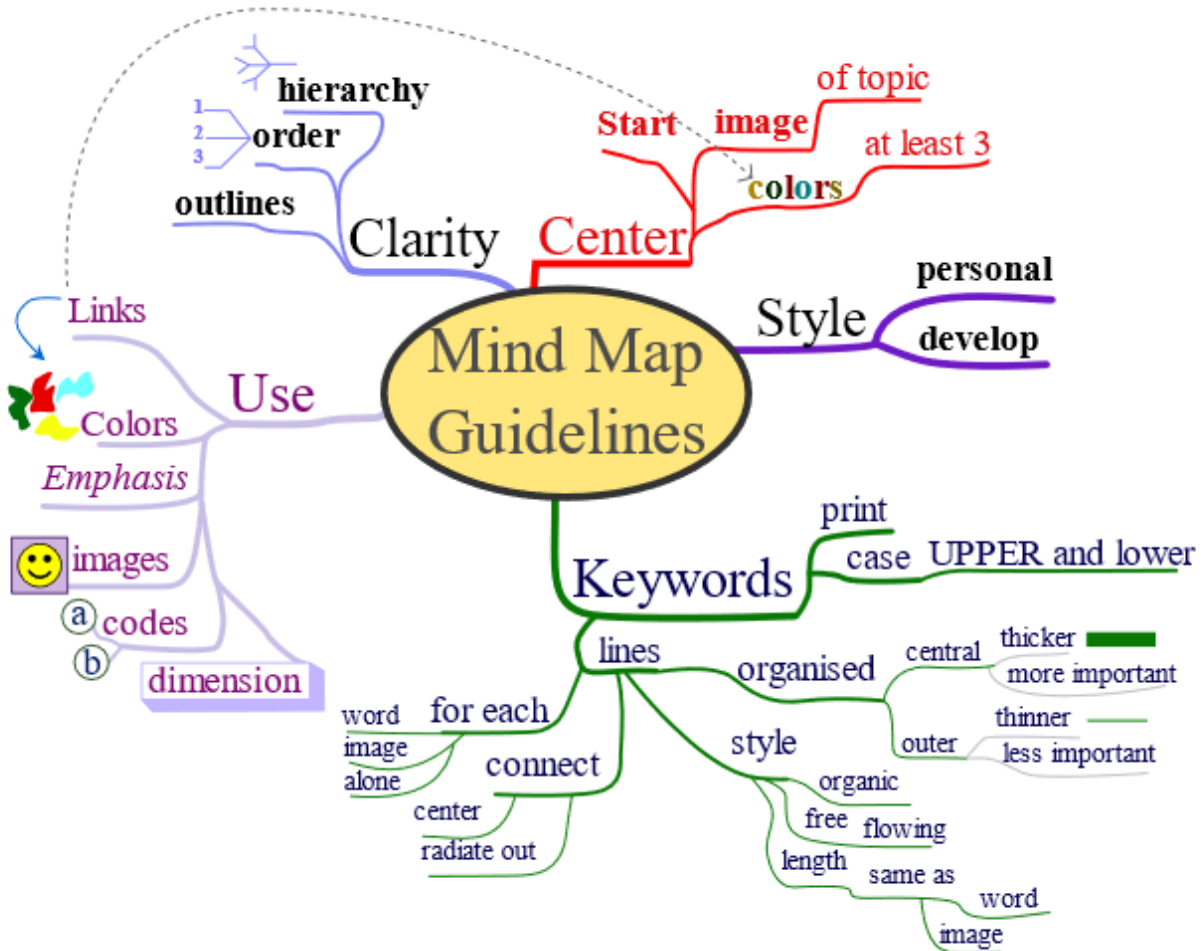 Mind Map
Guidelines
Center
Start
image
of topic
colors
at least 3
Style
personal
develop
Keywords
print
case
UPPER and lower
lines
organised
central
thicker
more important
outer
thinner
less important
style
organic
free
flowing
length
same as
word
image
connect
center
radiate out
for each
word
image
alone
Use
Links
Colors
Emphasis
images
codes
a
b
dimension
Clarity
hierarchy
order
1
2
3
outlines